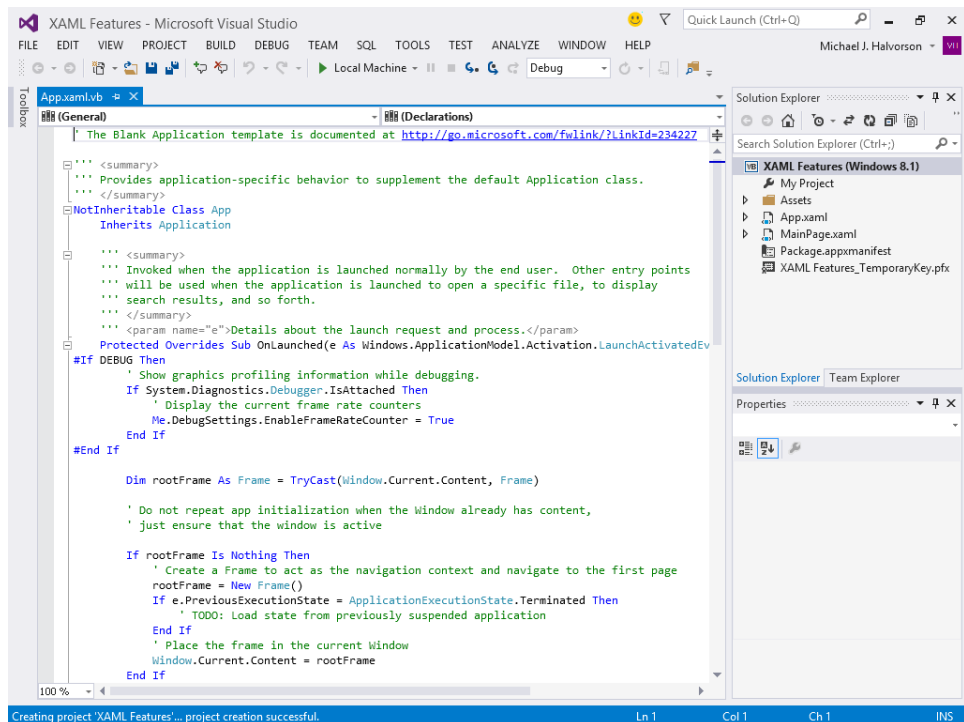 XAML Features - Microsoft Visual Studio
Quick Launch (Ctrl+Q)
FILE EDIT VIEW PROJECT BUILD DEBUG TEAM SQL TOOLS TEST ANALYZE WINDOW HELP
Michael J. Halvorson
Local Machine
Debug
Toolbox
App.xaml.vb
(General)
(Declarations)
' The Blank Application template is documented at http://go.microsoft.com/fwlink/?LinkId=234227
''' <summary>
''' Provides application-specific behavior to supplement the default Application class.
''' </summary>
NotInheritable Class App
Inherits Application
''' <summary>
''' Invoked when the application is launched normally by the end user.  Other entry points
''' will be used when the application is launched to open a specific file, to display
''' search results, and so forth.
''' </summary>
''' <param name="e">Details about the launch request and process.</param>
Protected Overrides Sub OnLaunched(e As Windows.ApplicationModel.Activation.LaunchActivatedEv
#If DEBUG Then
' Show graphics profiling information while debugging.
If System.Diagnostics.Debugger.IsAttached Then
' Display the current frame rate counters
Me.DebugSettings.EnableFrameRateCounter = True
End If
#End If
Dim rootFrame As Frame = TryCast(Window.Current.Content, Frame)
' Do not repeat app initialization when the Window already has content,
' just ensure that the window is active
If rootFrame Is Nothing Then
' Create a Frame to act as the navigation context and navigate to the first page
rootFrame = New Frame()
If e.PreviousExecutionState = ApplicationExecutionState.Terminated Then
' TODO: Load state from previously suspended application
End If
' Place the frame in the current Window
Window.Current.Content = rootFrame
End If
100 %
Solution Explorer
Search Solution Explorer (Ctrl+;)
XAML Features (Windows 8.1)
My Project
Assets
App.xaml
MainPage.xaml
Package.appxmanifest
XAML Features_TemporaryKey.pfx
Solution Explorer Team Explorer
Properties
Creating project 'XAML Features'... project creation successful.
Ln 1 Col 1 Ch 1 INS